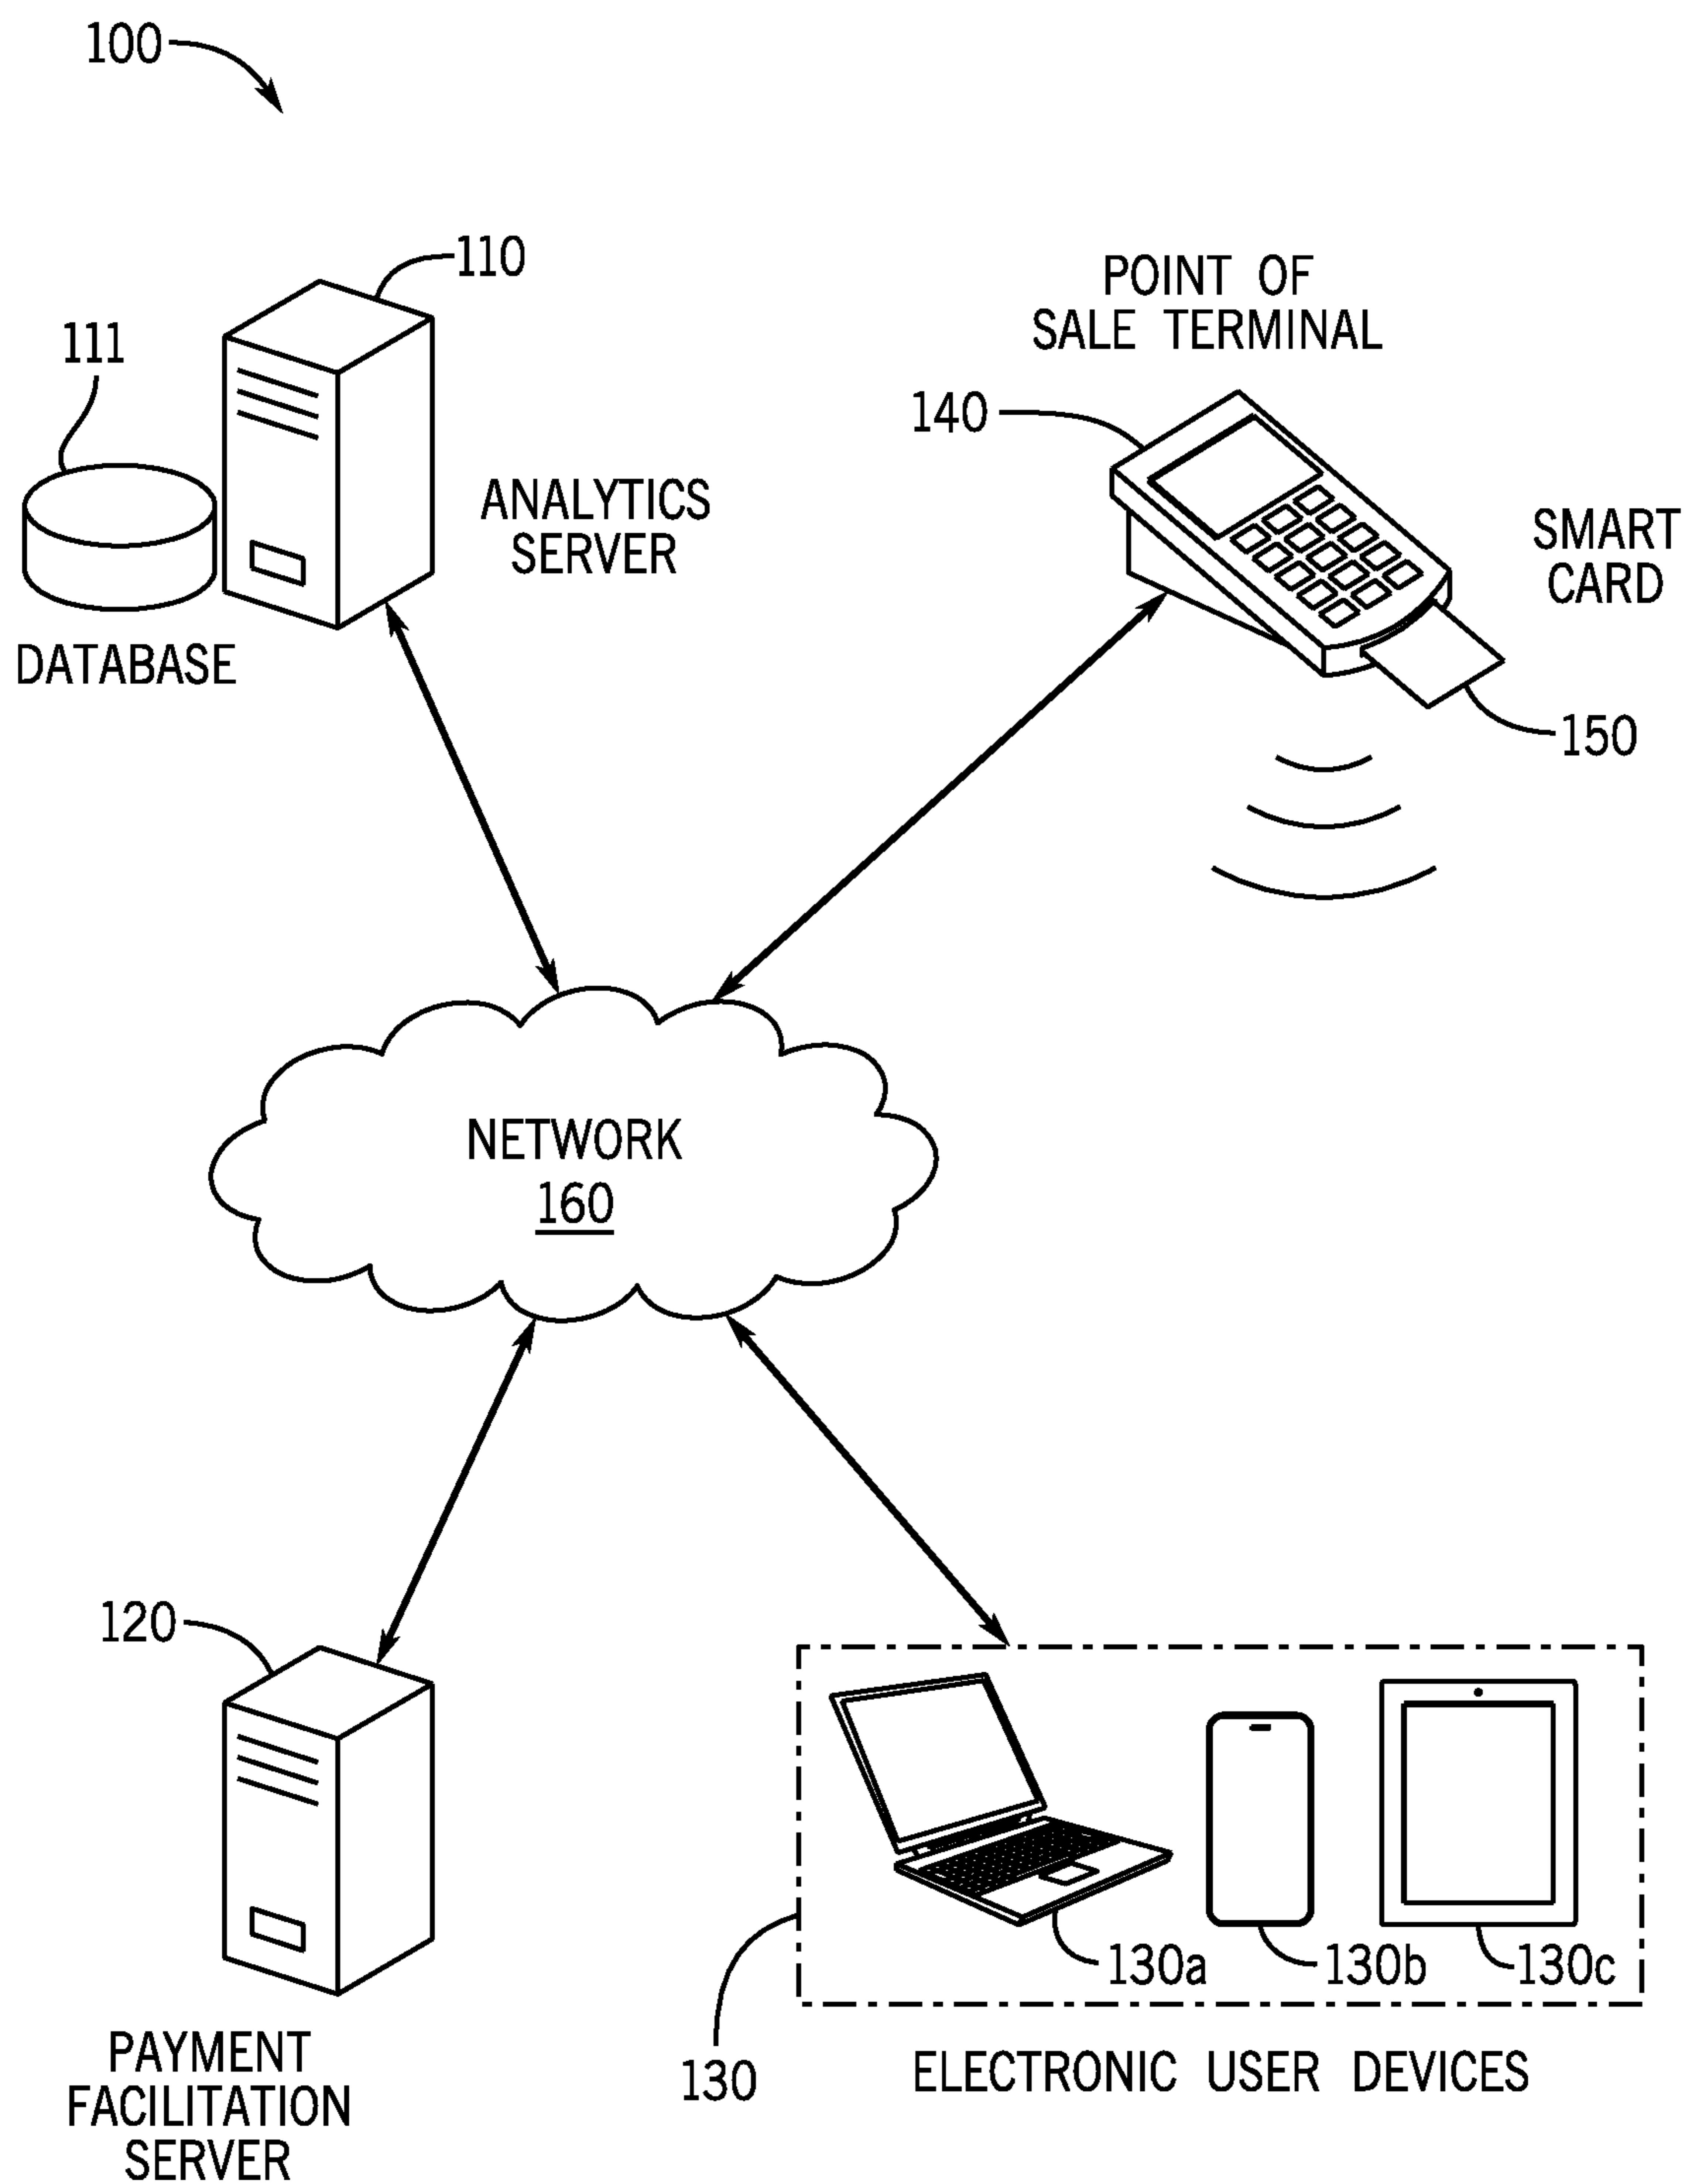 100
110
111
POINT OF
SALE TERMINAL
140
ANALYTICS
SERVER
SMART
CARD
DATABASE
150
NETWORK
160
120
130a
130b
130c
130
ELECTRONIC USER DEVICES
PAYMENT
FACILITATION
SERVER